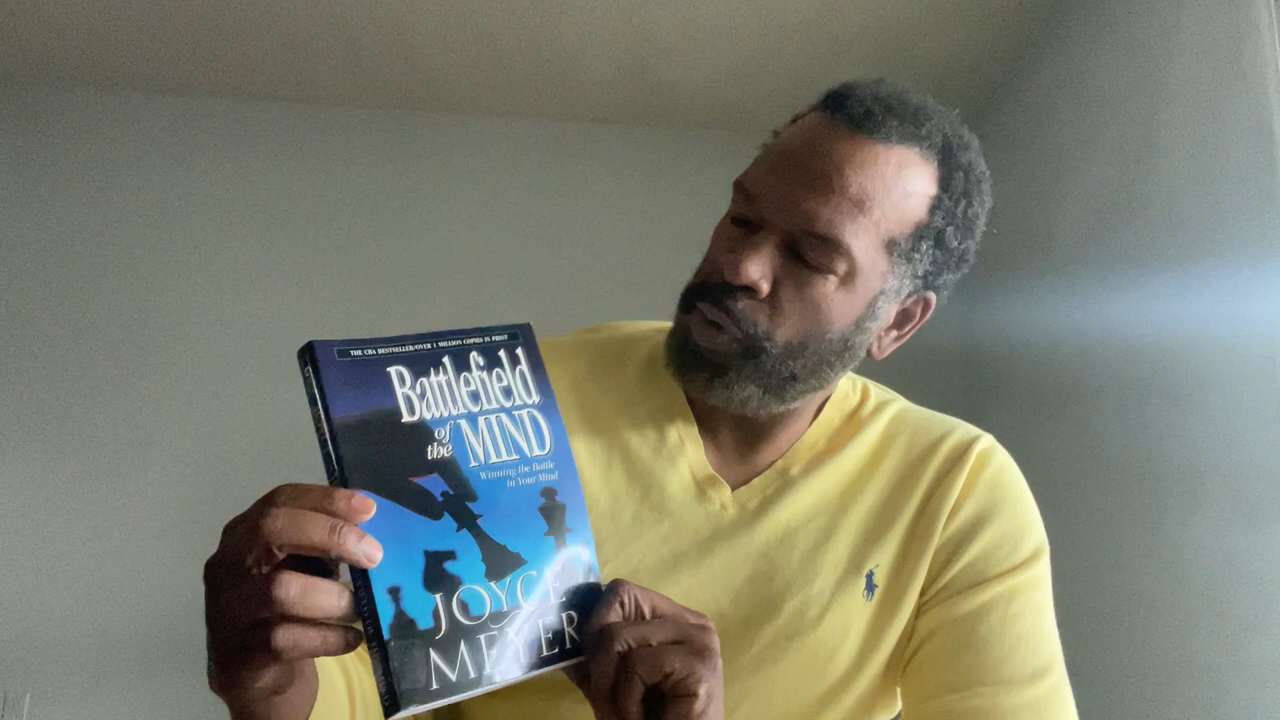 THE CBA BESTSELLER/OVER 1 MILLION COPIES IN PRINT
Battlefield
of the MIND
Winning the Battle
in Your Mind
JOYCE
MEYER